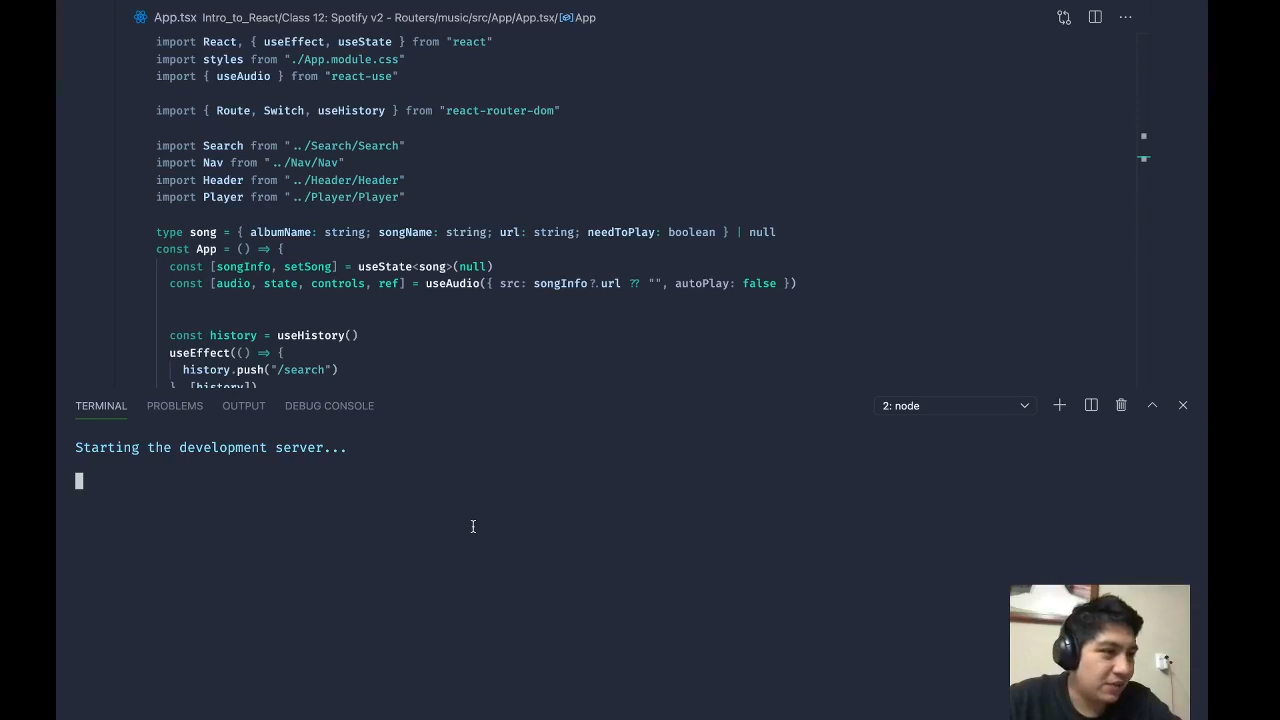 App.tsx Intro_to_React/Class 12: Spotify v2 - Routers/music/src/App/App.tsx/App
import React, { useEffect, useState } from "react"
import styles from "./App.module.css"
import { useAudio } from "react-use"
import { Route, Switch, useHistory } from "react-router-dom"
import Search from "../Search/Search"
import Nav from "../Nav/Nav"
import Header from "../Header/Header"
import Player from "../Player/Player"
type song = { albumName: string; songName: string; url: string; needToPlay: boolean } | null
const App = () => {
const [songInfo, setSong] = useState<song>(null)
const [audio, state, controls, ref] = useAudio({ src: songInfo?.url ?? "", autoPlay: false })
const history = useHistory()
useEffect(() => {
history.push("/search")
}, [history])
TERMINAL PROBLEMS OUTPUT DEBUG CONSOLE 2: node
Starting the development server...